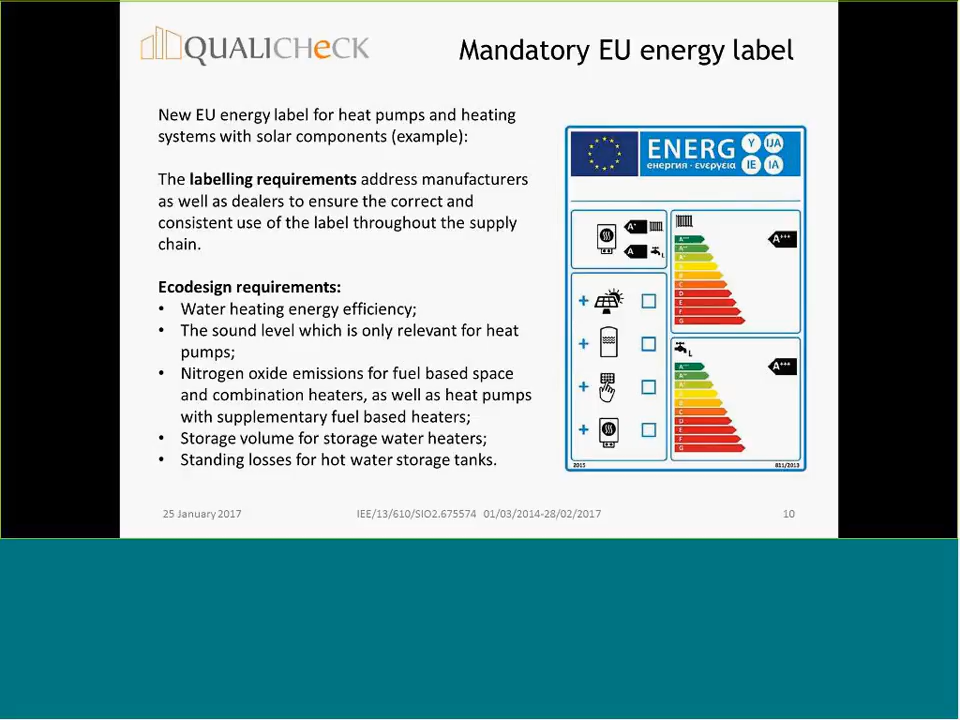 QUALICHeCK
Mandatory EU energy label
New EU energy label for heat pumps and heating
systems with solar components (example):
The labelling requirements address manufacturers
as well as dealers to ensure the correct and
consistent use of the label throughout the supply
chain.
Ecodesign requirements:
• Water heating energy efficiency;
• The sound level which is only relevant for heat
pumps;
• Nitrogen oxide emissions for fuel based space
and combination heaters, as well as heat pumps
with supplementary fuel based heaters;
• Storage volume for storage water heaters;
• Standing losses for hot water storage tanks.
ENERG
енергия · ενεργεια
Y IJA
IE IA
A+
A
L
+
+
+
+
A+++
A++
A+
A
B
C
D
E
F
G
A+++
L
A+++
A++
A+
A
B
C
D
E
F
G
A+++
2015
811/2013
25 January 2017
IEE/13/610/SIO2.675574 01/03/2014-28/02/2017
10